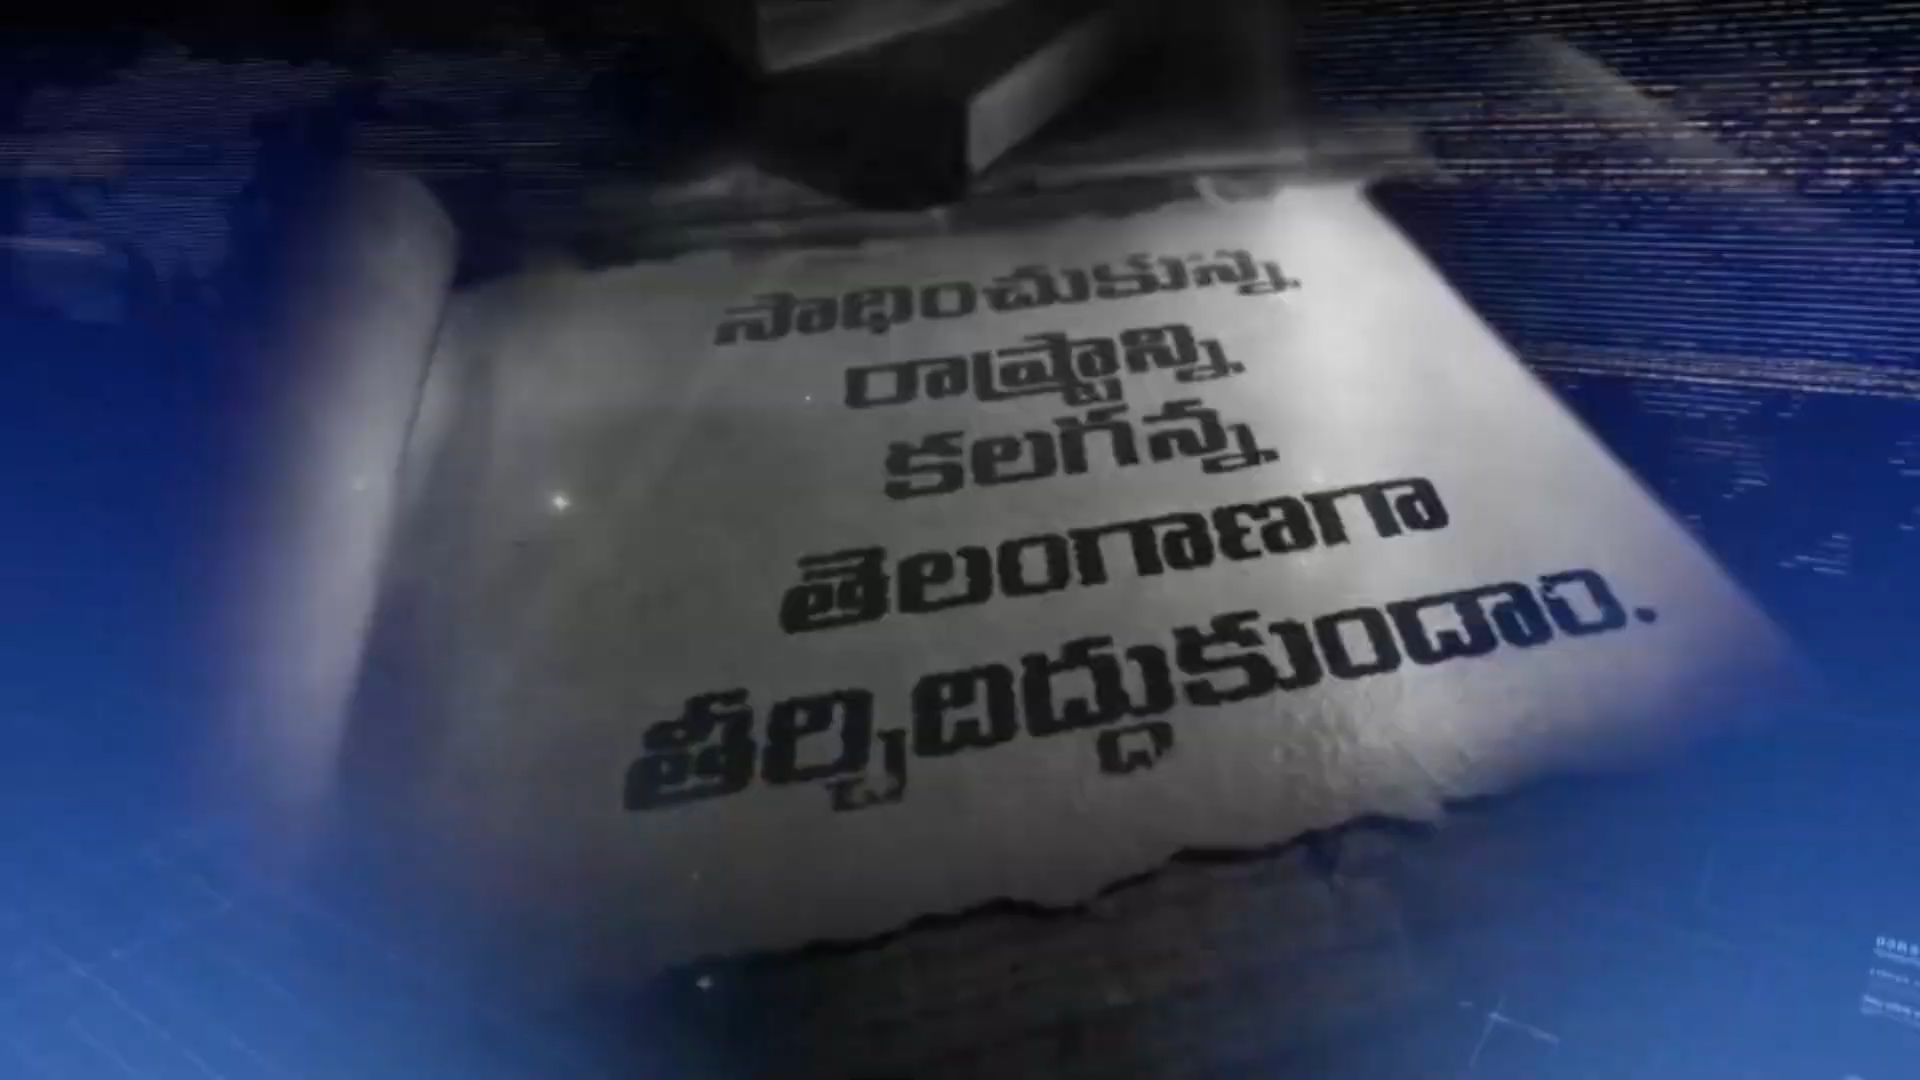 సాధించుకున్న
రాష్ట్రాన్ని
కలగన్న
తెలంగాణగా
తీర్చిదిద్దుకుందాం.